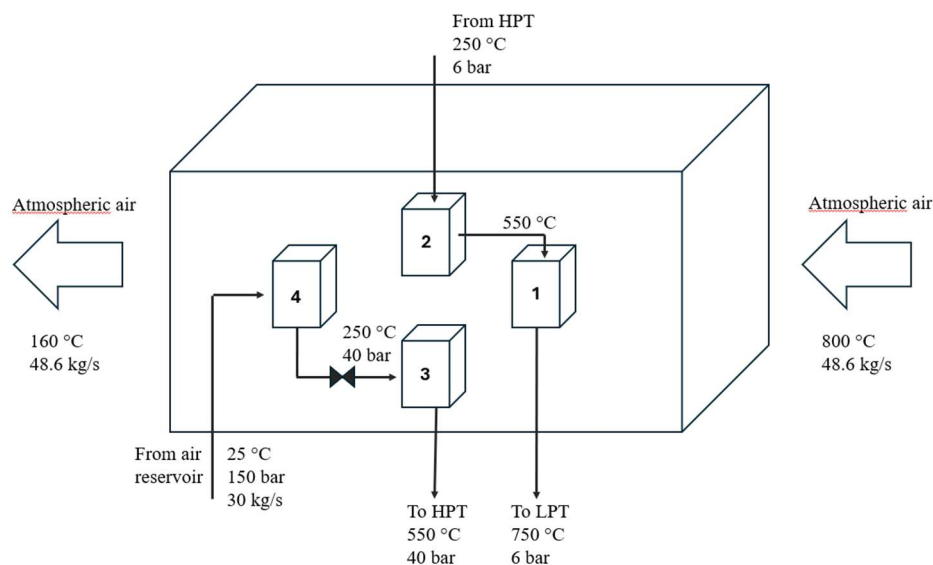 From HPT
250 °C
6 bar
Atmospheric air
Atmospheric air
2
550 °C
4
1
250 °C
40 bar
3
160 °C
48.6 kg/s
800 °C
48.6 kg/s
From air
reservoir
25 °C
150 bar
30 kg/s
To HPT
550 °C
40 bar
To LPT
750 °C
6 bar